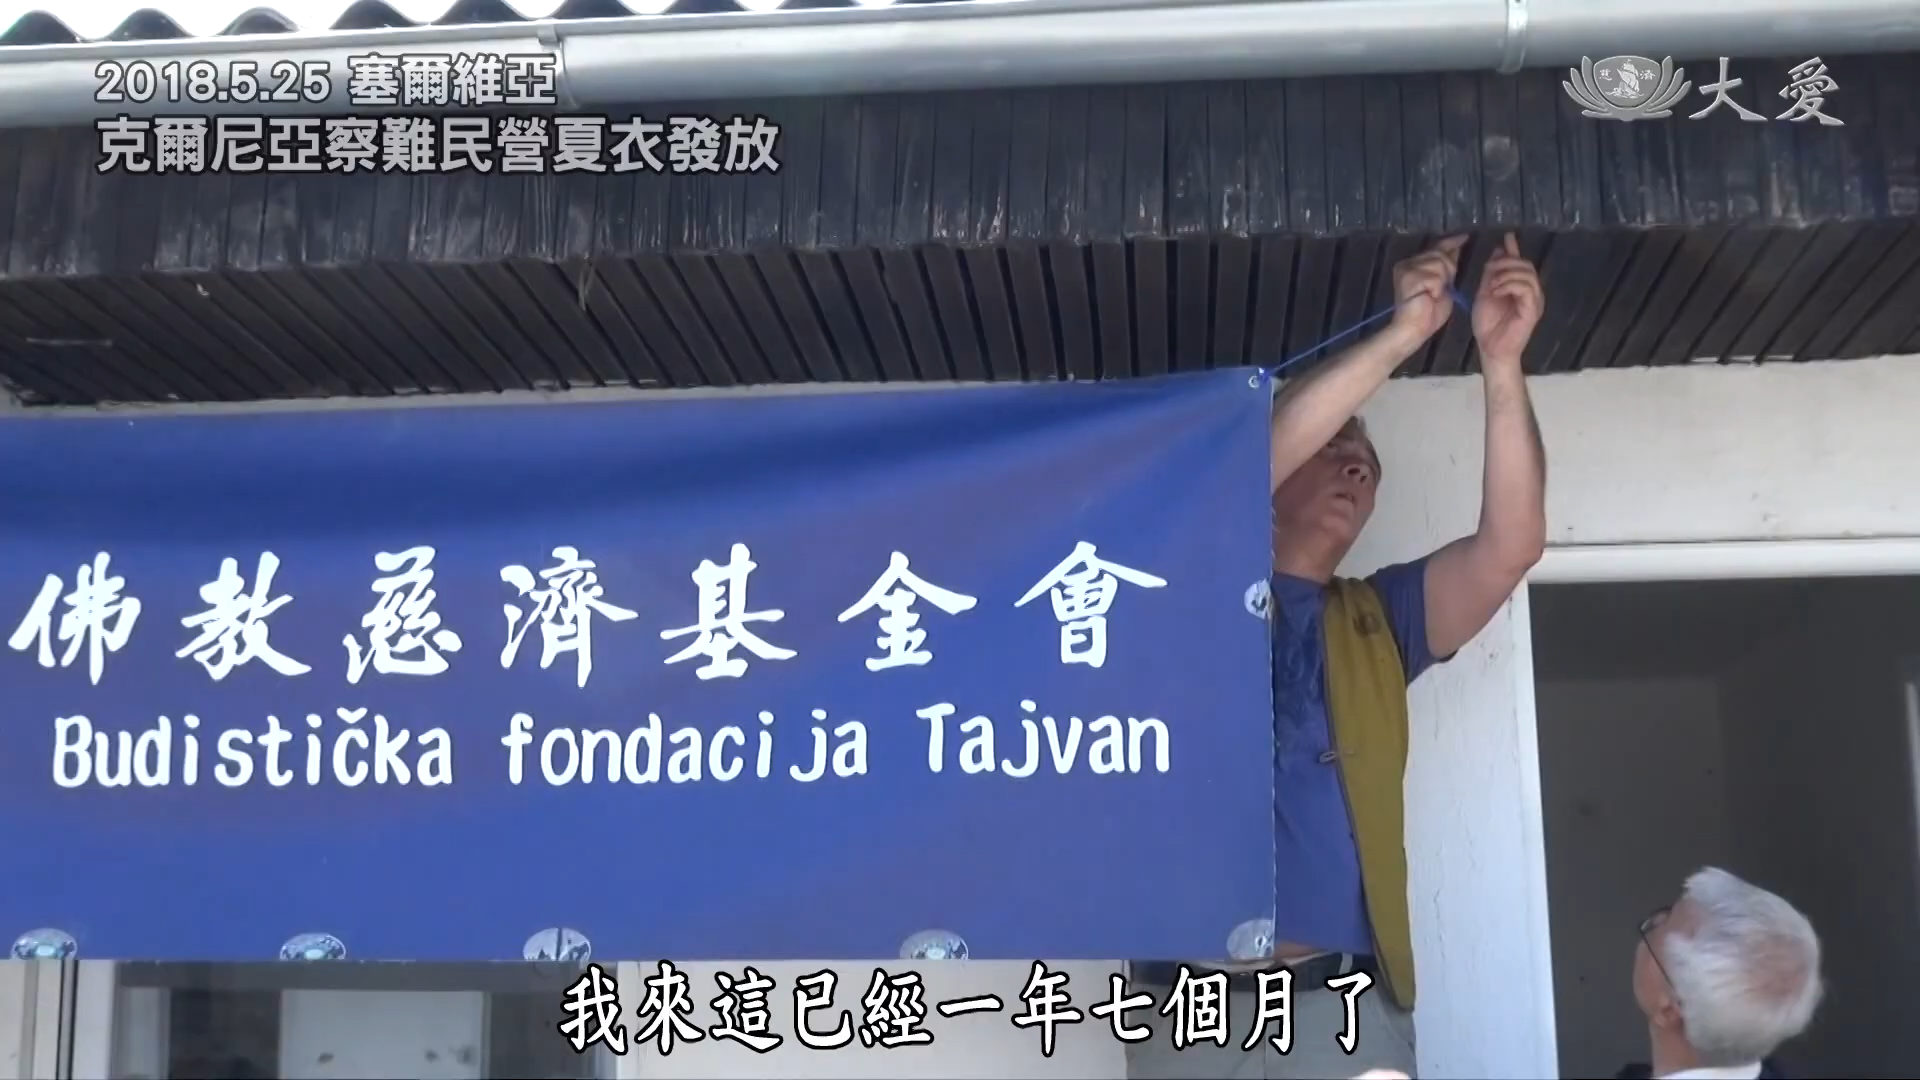 2018.5.25 塞爾維亞
克爾尼亞察難民營夏衣發放
慈濟
大愛
佛教慈濟基金會
Budistička fondacija Tajvan
我來這已經一年七個月了